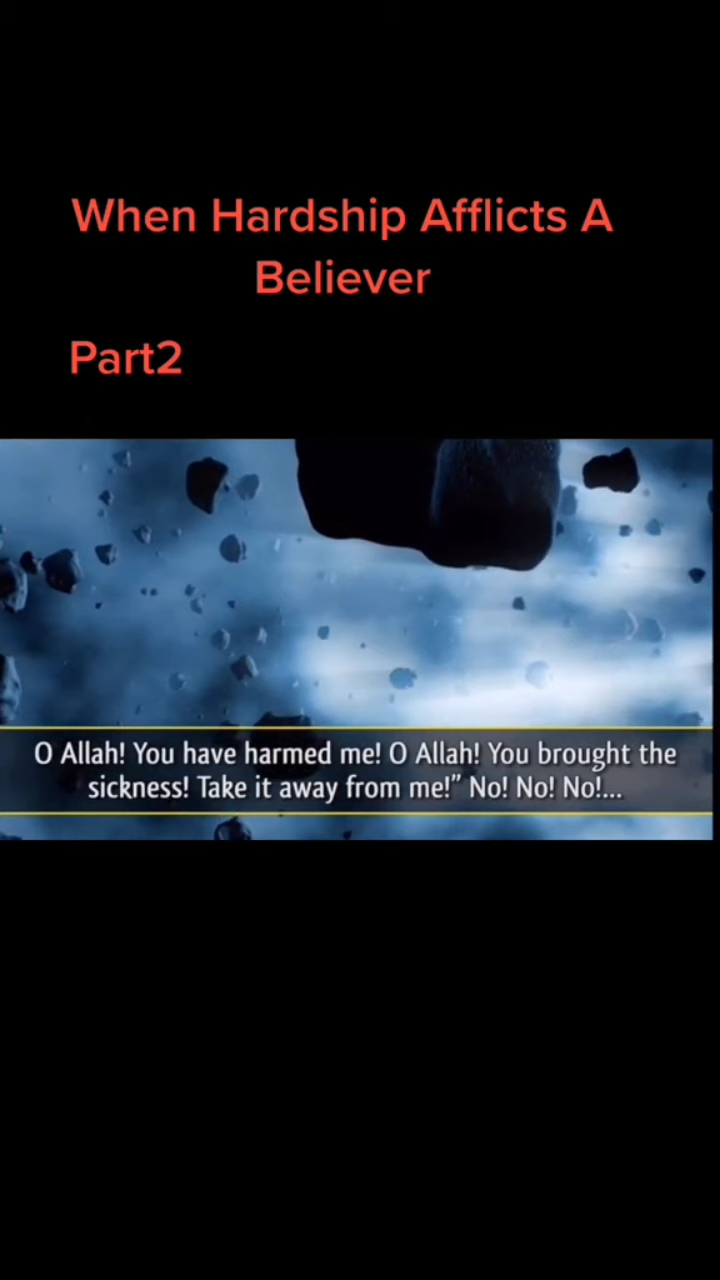 When Hardship Afflicts A
Believer
Part2
O Allah! You have harmed me! O Allah! You brought the
sickness! Take it away from me!” No! No! No!...